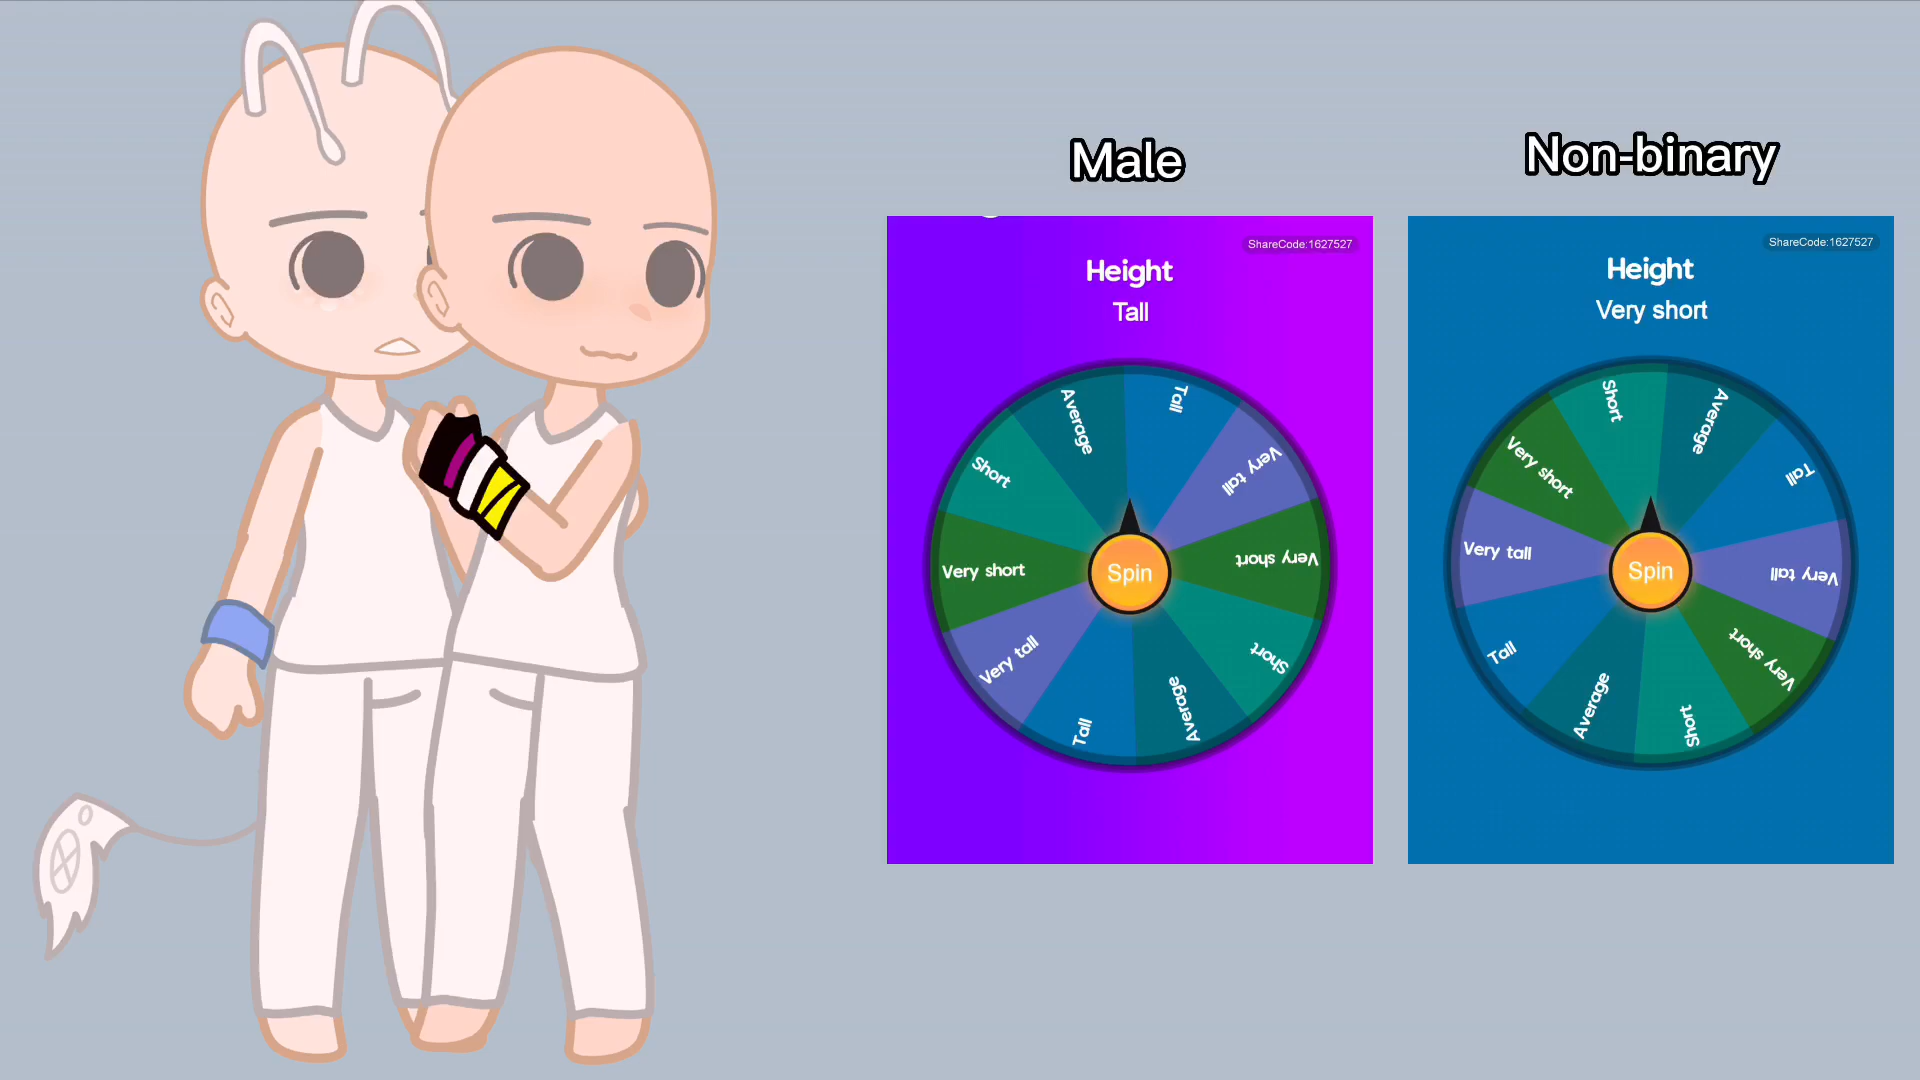 Male
Non-binary
ShareCode:1627527
Height
Tall
Tall
Very tall
Very short
Short
Average
Tall
Very tall
Very short
Short
Average
Spin
ShareCode:1627527
Height
Very short
Average
Tall
Very tall
Very short
Short
Average
Tall
Very tall
Very short
Short
Spin